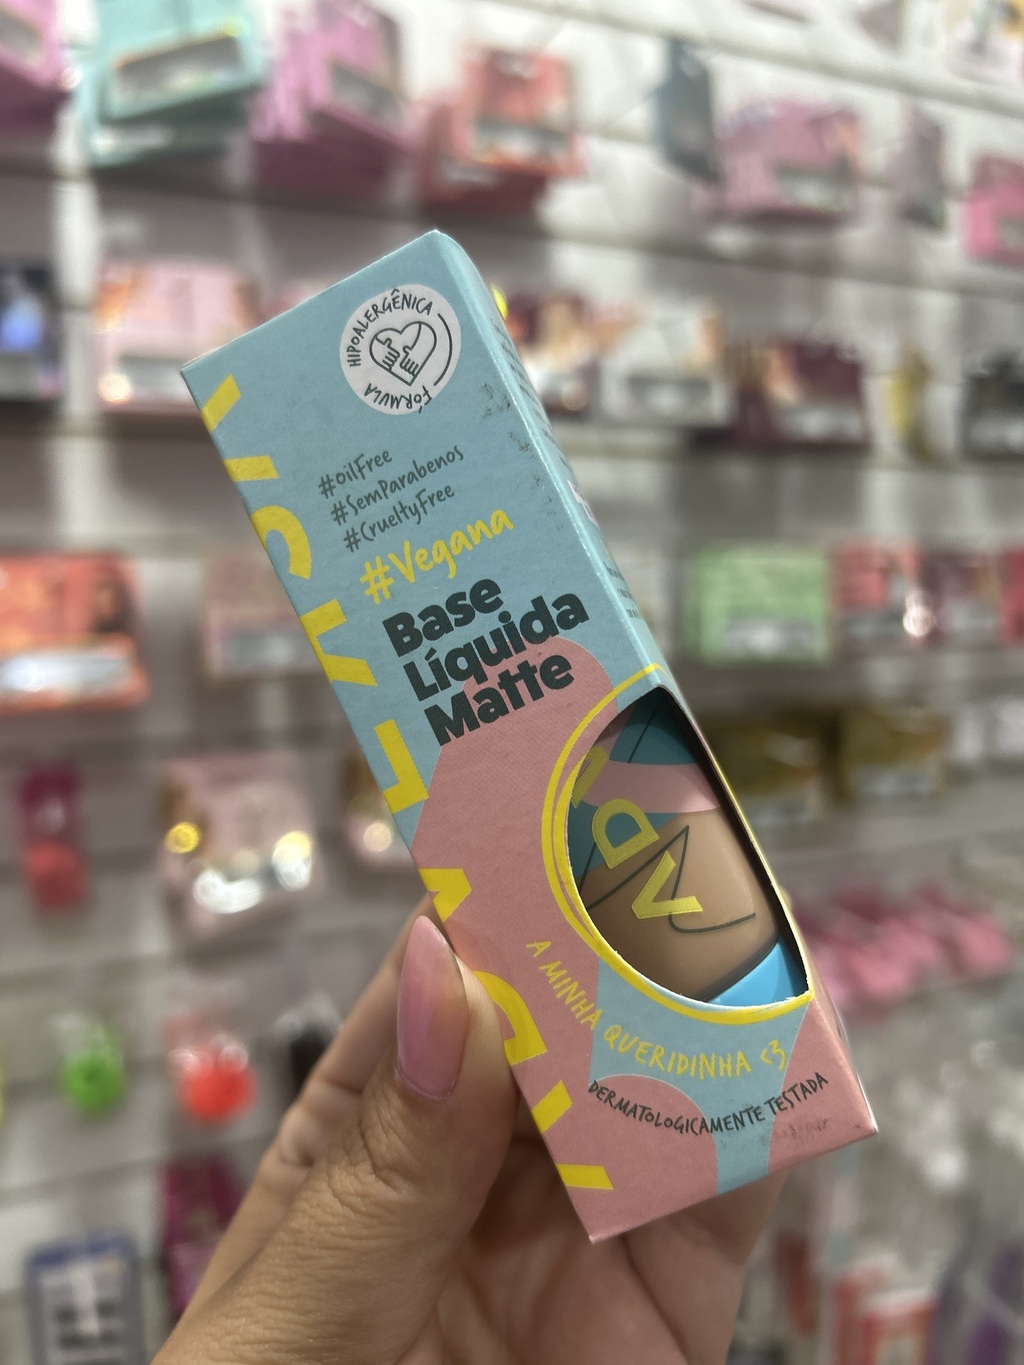 FÓRMULA HIPOALERGÊNICA
#oilFree
#SemParabenos
#CrueltyFree
#Vegana
Base
Líquida
Matte
A MINHA QUERIDINHA <3
DERMATOLOGICAMENTE TESTADA